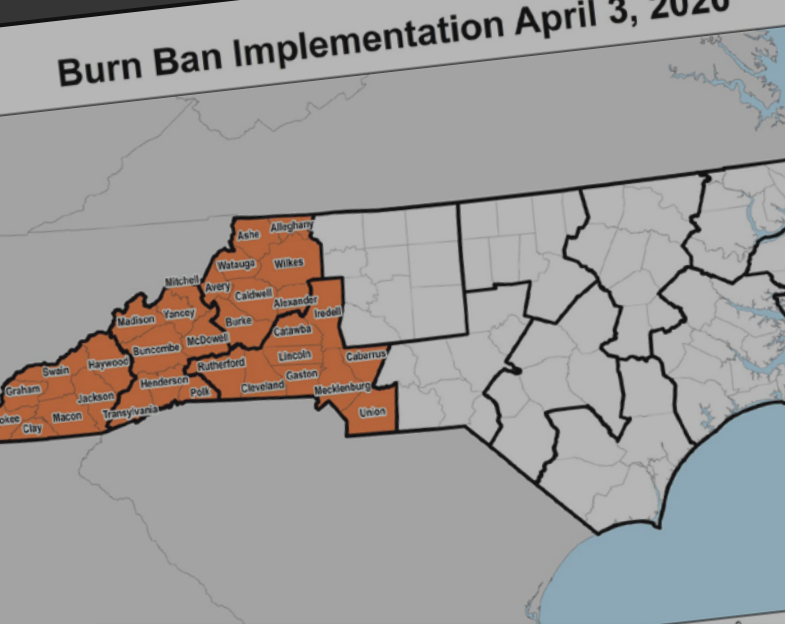 Burn Ban Implementation April 3, 2020
Alleghany
Ashe
Watauga
Wilkes
Mitchell
Avery
Caldwell
Alexander
Madison
Yancey
Iredell
Burke
Catawba
McDowell
Buncombe
Lincoln
Cabarrus
Haywood
Rutherford
Swain
Gaston
Henderson
Cleveland
Mecklenburg
Graham
Polk
Jackson
Transylvania
Macon
Union
okee
Clay